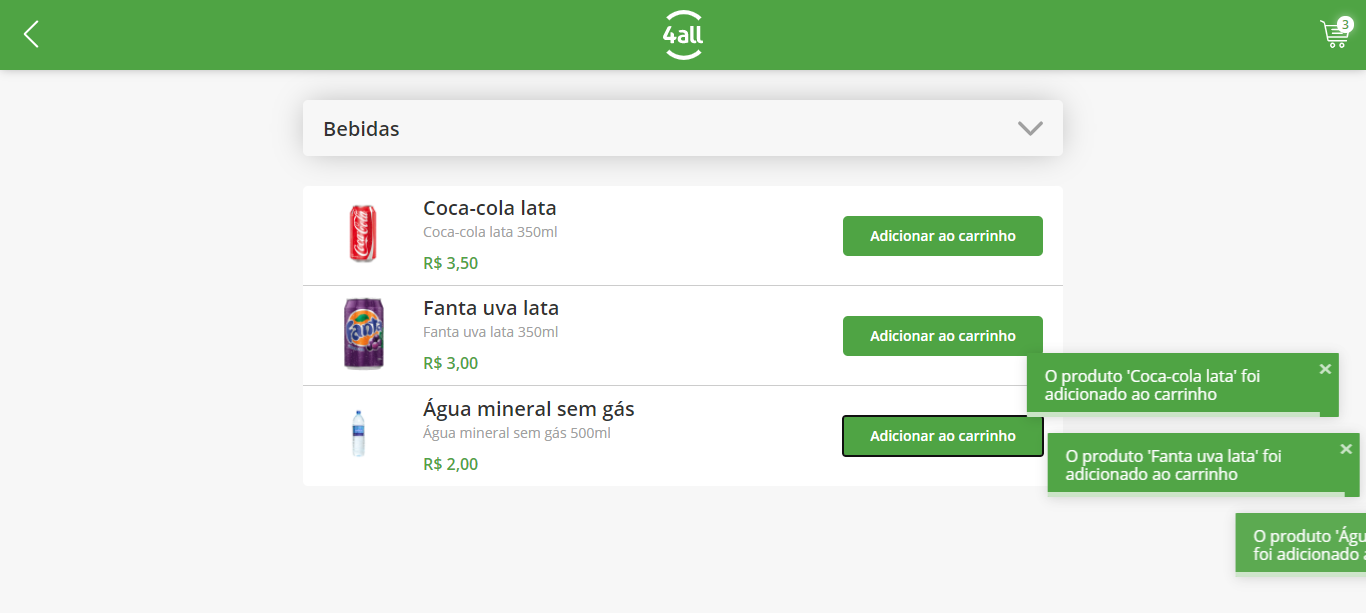 4all
3
Bebidas
Coca-cola lata
Coca-cola lata 350ml
R$ 3,50
Adicionar ao carrinho
Fanta uva lata
Fanta uva lata 350ml
R$ 3,00
Adicionar ao carrinho
Água mineral sem gás
Água mineral sem gás 500ml
R$ 2,00
Adicionar ao carrinho
O produto 'Coca-cola lata' foi
adicionado ao carrinho
O produto 'Fanta uva lata' foi
adicionado ao carrinho
O produto 'Águ
foi adicionado a
Coca-Cola
Fanta